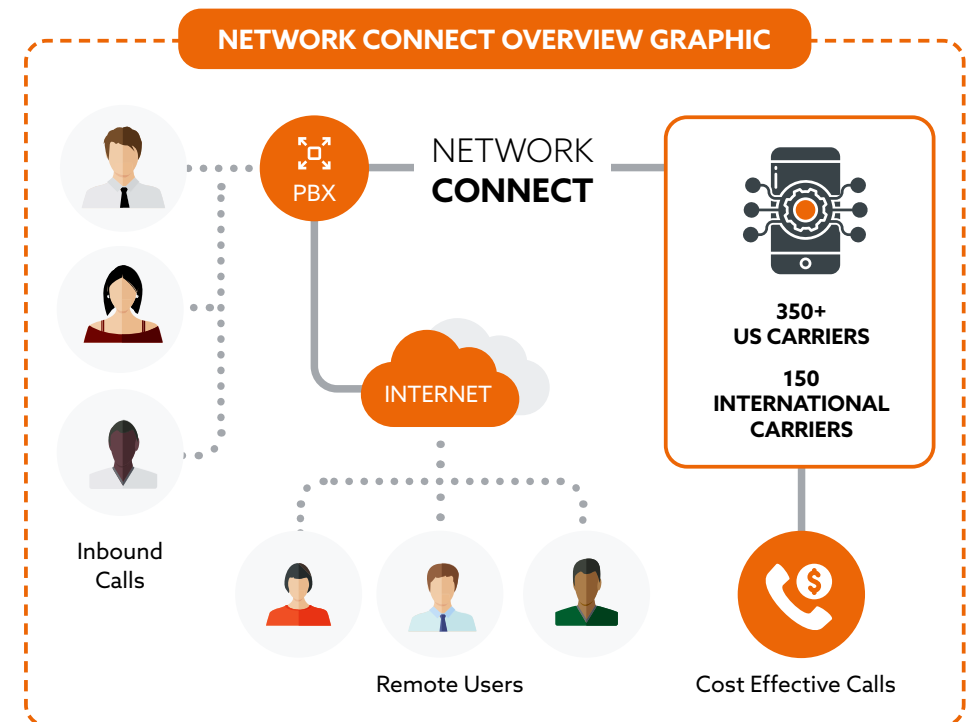 NETWORK CONNECT OVERVIEW GRAPHIC
PBX
NETWORK
CONNECT
350+
US CARRIERS
150
INTERNATIONAL
CARRIERS
INTERNET
Inbound
Calls
Remote Users
$
Cost Effective Calls